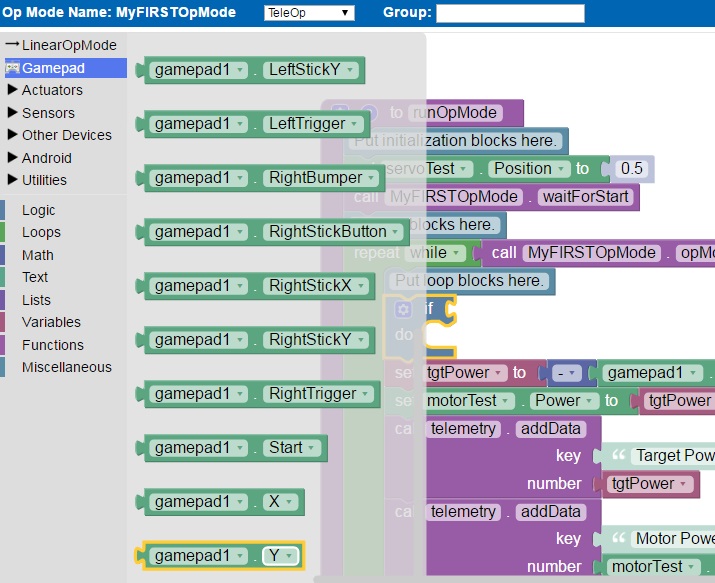 Op Mode Name: MyFIRSTOpMode TeleOp Group:
LinearOpMode
Gamepad
Actuators
Sensors
Other Devices
Android
Utilities
Logic
Loops
Math
Text
Lists
Variables
Functions
Miscellaneous
gamepad1 . LeftStickY
gamepad1 . LeftTrigger
gamepad1 . RightBumper
gamepad1 . RightStickButton
gamepad1 . RightStickX
gamepad1 . RightStickY
gamepad1 . RightTrigger
gamepad1 . Start
gamepad1 . X
gamepad1 . Y
to runOpMode
Put initialization blocks here.
servoTest . Position to 0.5
call MyFIRSTOpMode . waitForStart
blocks here.
repeat while call MyFIRSTOpMode . opMo
Put loop blocks here.
if
do
se tgtPower to - gamepad1 .
se motorTest . Power to tgtPower
ca telemetry . addData
key “ Target Pow
number tgtPower
ca telemetry . addData
key “ Motor Powe
number motorTest .